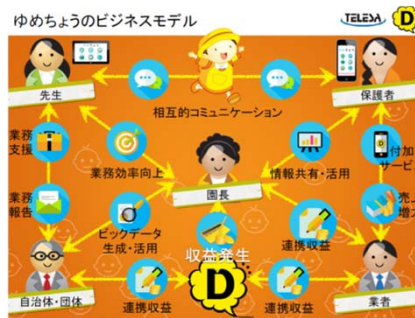 ゆめちょうのビジネスモデル
TELEDA
D
先生
保護者
相互的コミュニケーション
業務
支援
業務効率向上
園長
情報共有・活用
付加
サービ
業務
報告
ビックデータ
生成・活用
収益発生
連携収益
売上
増大
D
自治体・団体
連携収益
連携収益
業者